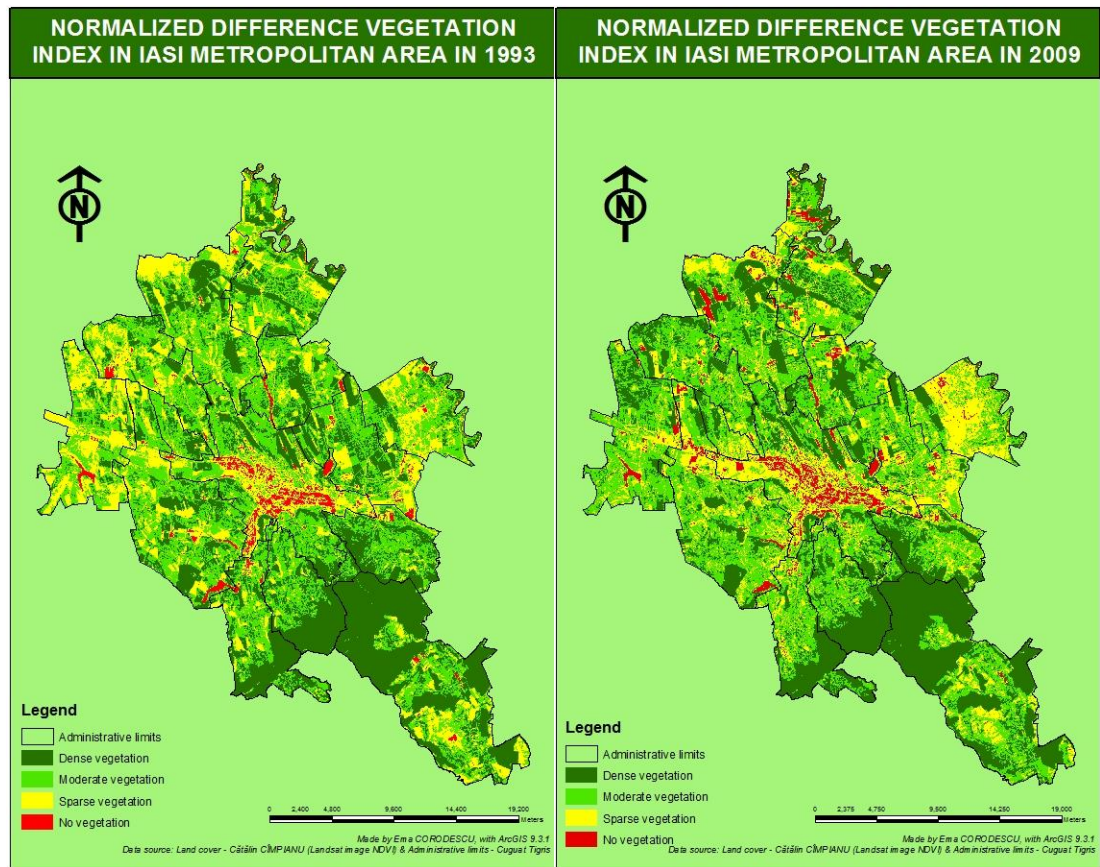 NORMALIZED DIFFERENCE VEGETATION
INDEX IN IASI METROPOLITAN AREA IN 1993
N
Legend
Administrative limits
Dense vegetation
Moderate vegetation
Sparse vegetation
No vegetation
0 2,400 4,800 9,600 14,400 19,200
Meters
Made by Ema CORODESCU, with ArcGIS 9.3.1
Data source: Land cover - Cătălin CÎMPIANU (Landsat image NDVI) & Administrative limits - Cuguat Tigris
NORMALIZED DIFFERENCE VEGETATION
INDEX IN IASI METROPOLITAN AREA IN 2009
N
Legend
Administrative limits
Dense vegetation
Moderate vegetation
Sparse vegetation
No vegetation
0 2,375 4,750 9,500 14,250 19,000
Meters
Made by Ema CORODESCU, with ArcGIS 9.3.1
Data source: Land cover - Cătălin CÎMPIANU (Landsat image NDVI) & Administrative limits - Cuguat Tigris